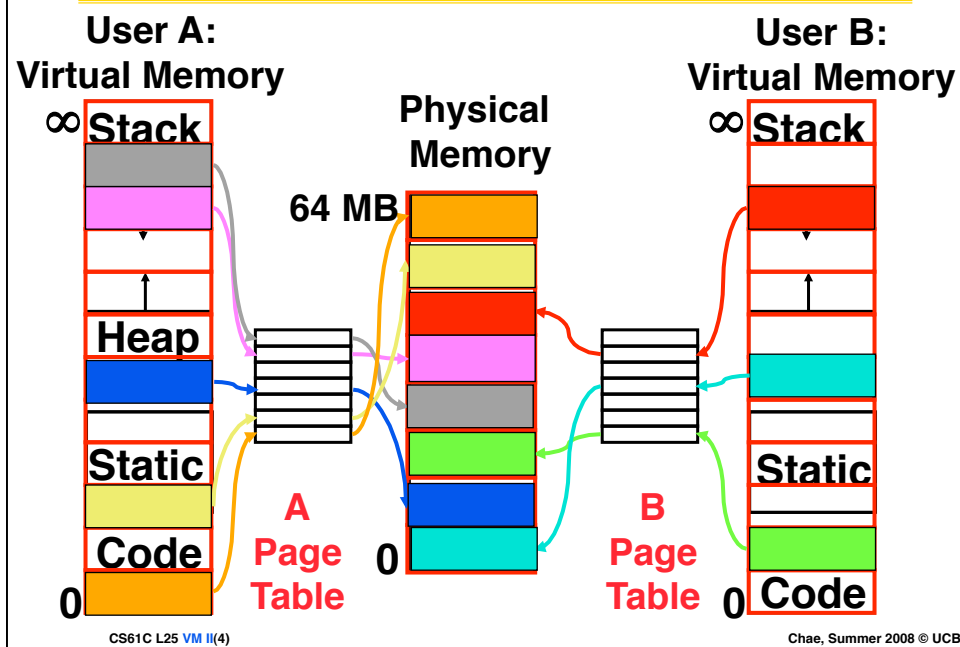 User A:
Virtual Memory
User B:
Virtual Memory
Physical
Memory
∞
Stack
Heap
Static
Code
0
64 MB
0
A
Page
Table
B
Page
Table
∞
Stack
Static
Code
0
CS61C L25 VM II(4)
Chae, Summer 2008 © UCB